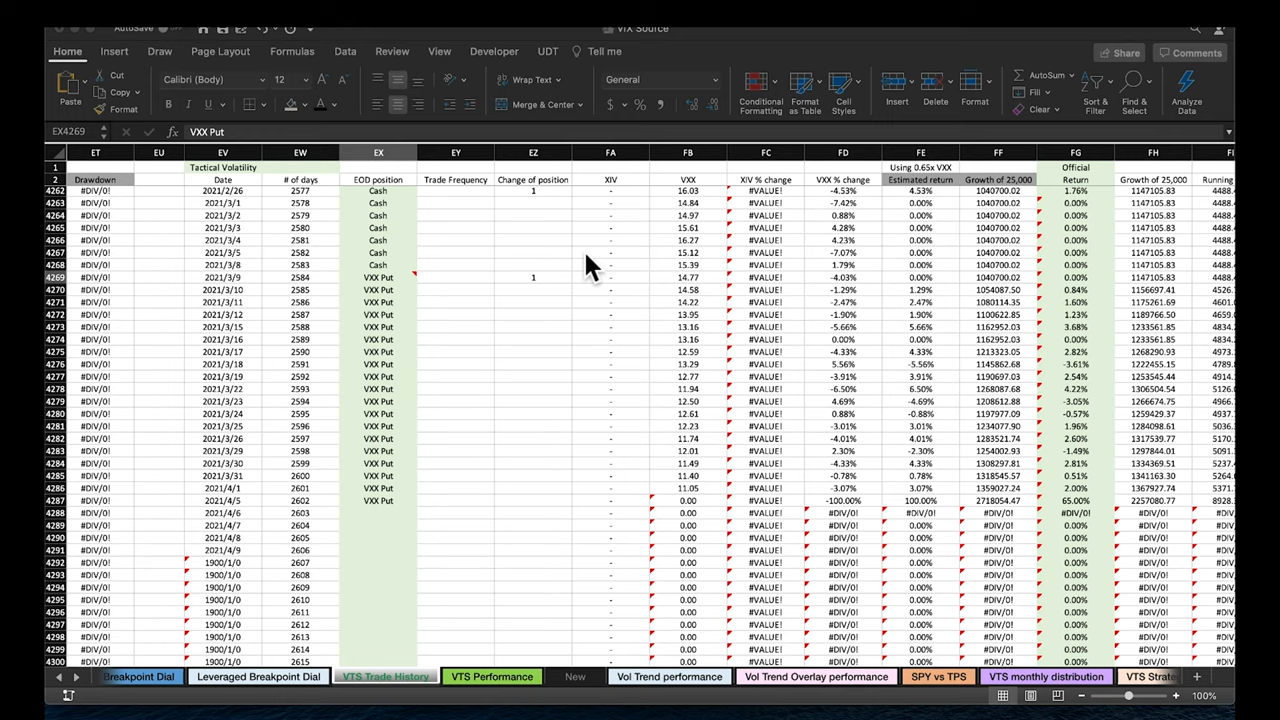 AutoSave
VIX Source
Home Insert Draw Page Layout Formulas Data Review View Developer UDT Tell me
Share Comments
Cut
Copy
Format
Paste
Calibri (Body) 12
Wrap Text
Merge & Center
General
Conditional Formatting
Format as Table
Cell Styles
Insert Delete Format
AutoSum
Fill
Clear
Sort & Filter
Find & Select
Analyze Data
EX4269 fx VXX Put
ET EU EV EW EX EY EZ FA FB FC FD FE FF FG FH FI
1 Tactical Volatility Using 0.65x VXX Official
2 Drawdown Date # of days EOD position Trade Frequency Change of position XIV VXX XIV % change VXX % change Estimated return Growth of 25,000 Return Growth of 25,000 Running
4262 #DIV/0! 2021/2/26 2577 Cash 1 - 16.03 #VALUE! -4.53% 4.53% 1040700.02 1.76% 1147105.83 4488.4
4263 #DIV/0! 2021/3/1 2578 Cash - 14.84 #VALUE! -7.42% 0.00% 1040700.02 0.00% 1147105.83 4488.4
4264 #DIV/0! 2021/3/2 2579 Cash - 14.97 #VALUE! 0.88% 0.00% 1040700.02 0.00% 1147105.83 4488.4
4265 #DIV/0! 2021/3/3 2580 Cash - 15.61 #VALUE! 4.28% 0.00% 1040700.02 0.00% 1147105.83 4488.4
4266 #DIV/0! 2021/3/4 2581 Cash - 16.27 #VALUE! 4.23% 0.00% 1040700.02 0.00% 1147105.83 4488.4
4267 #DIV/0! 2021/3/5 2582 Cash - 15.12 #VALUE! -7.07% 0.00% 1040700.02 0.00% 1147105.83 4488.4
4268 #DIV/0! 2021/3/8 2583 Cash - 15.39 #VALUE! 1.79% 0.00% 1040700.02 0.00% 1147105.83 4488.4
4269 #DIV/0! 2021/3/9 2584 VXX Put 1 - 14.77 #VALUE! -4.03% 0.00% 1040700.02 0.00% 1147105.83 4488.4
4270 #DIV/0! 2021/3/10 2585 VXX Put - 14.58 #VALUE! -1.29% 1.29% 1054087.50 0.84% 1156697.41 4526.
4271 #DIV/0! 2021/3/11 2586 VXX Put - 14.22 #VALUE! -2.47% 2.47% 1080114.35 1.60% 1175261.69 4601.
4272 #DIV/0! 2021/3/12 2587 VXX Put - 13.95 #VALUE! -1.90% 1.90% 1100622.85 1.23% 1189766.50 4659.
4273 #DIV/0! 2021/3/15 2588 VXX Put - 13.16 #VALUE! -5.66% 5.66% 1162952.03 3.68% 1233561.85 4834.
4274 #DIV/0! 2021/3/16 2589 VXX Put - 13.16 #VALUE! 0.00% 0.00% 1162952.03 0.00% 1233561.85 4834.
4275 #DIV/0! 2021/3/17 2590 VXX Put - 12.59 #VALUE! -4.33% 4.33% 1213323.05 2.82% 1268290.93 4973.
4276 #DIV/0! 2021/3/18 2591 VXX Put - 13.29 #VALUE! 5.56% -5.56% 1145862.68 -3.61% 1222455.15 4789.
4277 #DIV/0! 2021/3/19 2592 VXX Put - 12.77 #VALUE! -3.91% 3.91% 1190697.03 2.54% 1253545.44 4914.
4278 #DIV/0! 2021/3/22 2593 VXX Put - 11.94 #VALUE! -6.50% 6.50% 1268087.68 4.22% 1306504.38 5126.
4279 #DIV/0! 2021/3/23 2594 VXX Put - 12.50 #VALUE! 4.69% -4.69% 1208612.88 -3.05% 1266674.75 4966.
4280 #DIV/0! 2021/3/24 2595 VXX Put - 12.61 #VALUE! 0.88% -0.88% 1197977.09 -0.57% 1259429.37 4937.
4281 #DIV/0! 2021/3/25 2596 VXX Put - 12.23 #VALUE! -3.01% 3.01% 1234077.90 1.96% 1284098.61 5036.
4282 #DIV/0! 2021/3/26 2597 VXX Put - 11.74 #VALUE! -4.01% 4.01% 1283521.74 2.60% 1317539.77 5170.
4283 #DIV/0! 2021/3/29 2598 VXX Put - 12.01 #VALUE! 2.30% -2.30% 1254002.93 -1.49% 1297844.01 5091.
4284 #DIV/0! 2021/3/30 2599 VXX Put - 11.49 #VALUE! -4.33% 4.33% 1308297.81 2.81% 1334369.51 5237.
4285 #DIV/0! 2021/3/31 2600 VXX Put - 11.40 #VALUE! -0.78% 0.78% 1318545.57 0.51% 1341157.21 5264.
4286 #DIV/0! 2021/4/1 2601 VXX Put - 11.05 #VALUE! -3.07% 3.07% 1359027.24 2.00% 1367927.74 5371.
4287 #DIV/0! 2021/4/5 2602 VXX Put - 0.00 #VALUE! -100.00% 100.00% 2718054.47 65.00% 2257080.77 8928.
4288 #DIV/0! 2021/4/6 2603 - 0.00 #VALUE! #DIV/0! #DIV/0! #DIV/0! #DIV/0! #DIV/0! #DIV/
4289 #DIV/0! 2021/4/7 2604 - 0.00 #VALUE! #DIV/0! 0.00% #DIV/0! 0.00% #DIV/0! #DIV/
4290 #DIV/0! 2021/4/8 2605 - 0.00 #VALUE! #DIV/0! 0.00% #DIV/0! 0.00% #DIV/0! #DIV/
4291 #DIV/0! 2021/4/9 2606 - 0.00 #VALUE! #DIV/0! 0.00% #DIV/0! 0.00% #DIV/0! #DIV/
4292 #DIV/0! 1900/1/0 2607 - 0.00 #VALUE! #DIV/0! 0.00% #DIV/0! 0.00% #DIV/0! #DIV/
4293 #DIV/0! 1900/1/0 2608 - 0.00 #VALUE! #DIV/0! 0.00% #DIV/0! 0.00% #DIV/0! #DIV/
4294 #DIV/0! 1900/1/0 2609 - 0.00 #VALUE! #DIV/0! 0.00% #DIV/0! 0.00% #DIV/0! #DIV/
4295 #DIV/0! 1900/1/0 2610 - 0.00 #VALUE! #DIV/0! 0.00% #DIV/0! 0.00% #DIV/0! #DIV/
4296 #DIV/0! 1900/1/0 2611 - 0.00 #VALUE! #DIV/0! 0.00% #DIV/0! 0.00% #DIV/0! #DIV/
4297 #DIV/0! 1900/1/0 2612 - 0.00 #VALUE! #DIV/0! 0.00% #DIV/0! 0.00% #DIV/0! #DIV/
4298 #DIV/0! 1900/1/0 2613 - 0.00 #VALUE! #DIV/0! 0.00% #DIV/0! 0.00% #DIV/0! #DIV/
4299 #DIV/0! 1900/1/0 2614 - 0.00 #VALUE! #DIV/0! 0.00% #DIV/0! 0.00% #DIV/0! #DIV/
4300 #DIV/0! 1900/1/0 2615 - 0.00 #VALUE! #DIV/0! 0.00% #DIV/0! 0.00% #DIV/0! #DIV/
Breakpoint Dial Leveraged Breakpoint Dial VTS Trade History VTS Performance New Vol Trend performance Vol Trend Overlay performance SPY vs TPS VTS monthly distribution VTS Strate
100%